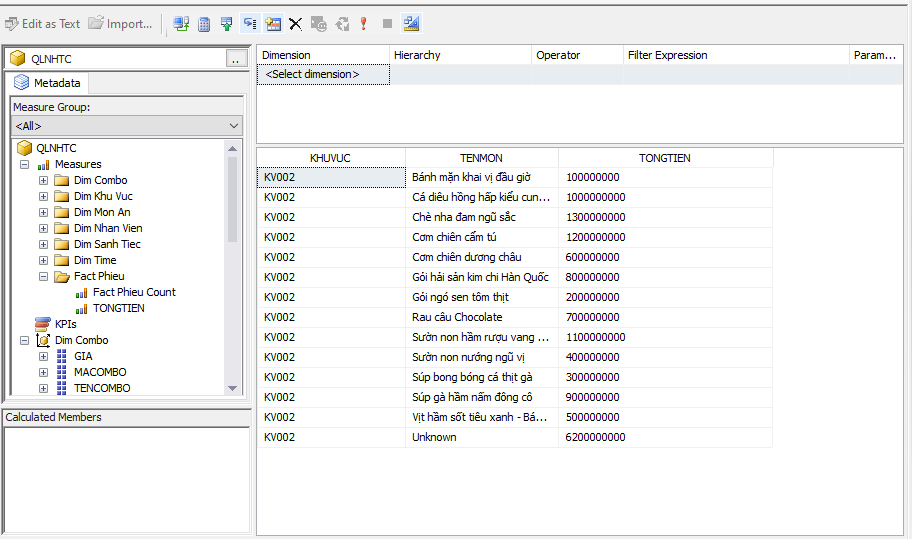 Edit as Text Import...
QLNHTC ..
Metadata
Measure Group:
<All>
QLNHTC
Measures
Dim Combo
Dim Khu Vuc
Dim Mon An
Dim Nhan Vien
Dim Sanh Tiec
Dim Time
Fact Phieu
Fact Phieu Count
TONGTIEN
KPIs
Dim Combo
GIA
MACOMBO
TENCOMBO
Calculated Members
Dimension Hierarchy Operator Filter Expression Param...
<Select dimension>
KHUVUC TENMON TONGTIEN
KV002 Bánh mặn khai vị đầu giờ 100000000
KV002 Cá diêu hồng hấp kiểu cun... 1000000000
KV002 Chè nha đam ngũ sắc 1300000000
KV002 Cơm chiên cẩm tú 1200000000
KV002 Cơm chiên dương châu 600000000
KV002 Gỏi hải sản kim chi Hàn Quốc 800000000
KV002 Gỏi ngó sen tôm thịt 200000000
KV002 Rau câu Chocolate 700000000
KV002 Sườn non hầm rượu vang ... 1100000000
KV002 Sườn non nướng ngũ vị 400000000
KV002 Súp bong bóng cá thịt gà 300000000
KV002 Súp gà hầm nấm đông cô 900000000
KV002 Vịt hầm sốt tiêu xanh - Bá... 500000000
KV002 Unknown 6200000000